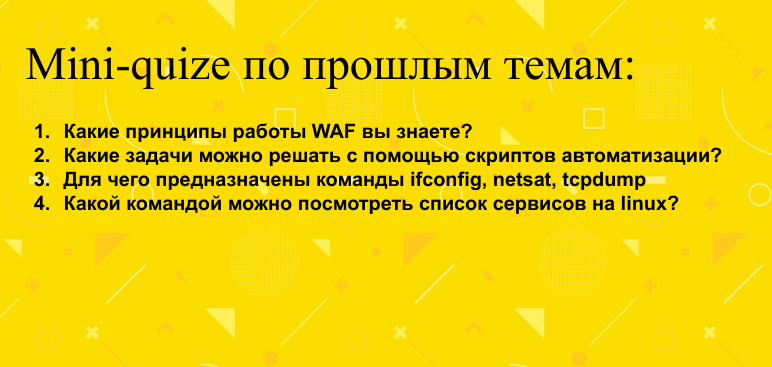 Mini-quize по прошлым темам:
1. Какие принципы работы WAF вы знаете?
2. Какие задачи можно решать с помощью скриптов автоматизации?
3. Для чего предназначены команды ifconfig, netsat, tcpdump
4. Какой командой можно посмотреть список сервисов на linux?